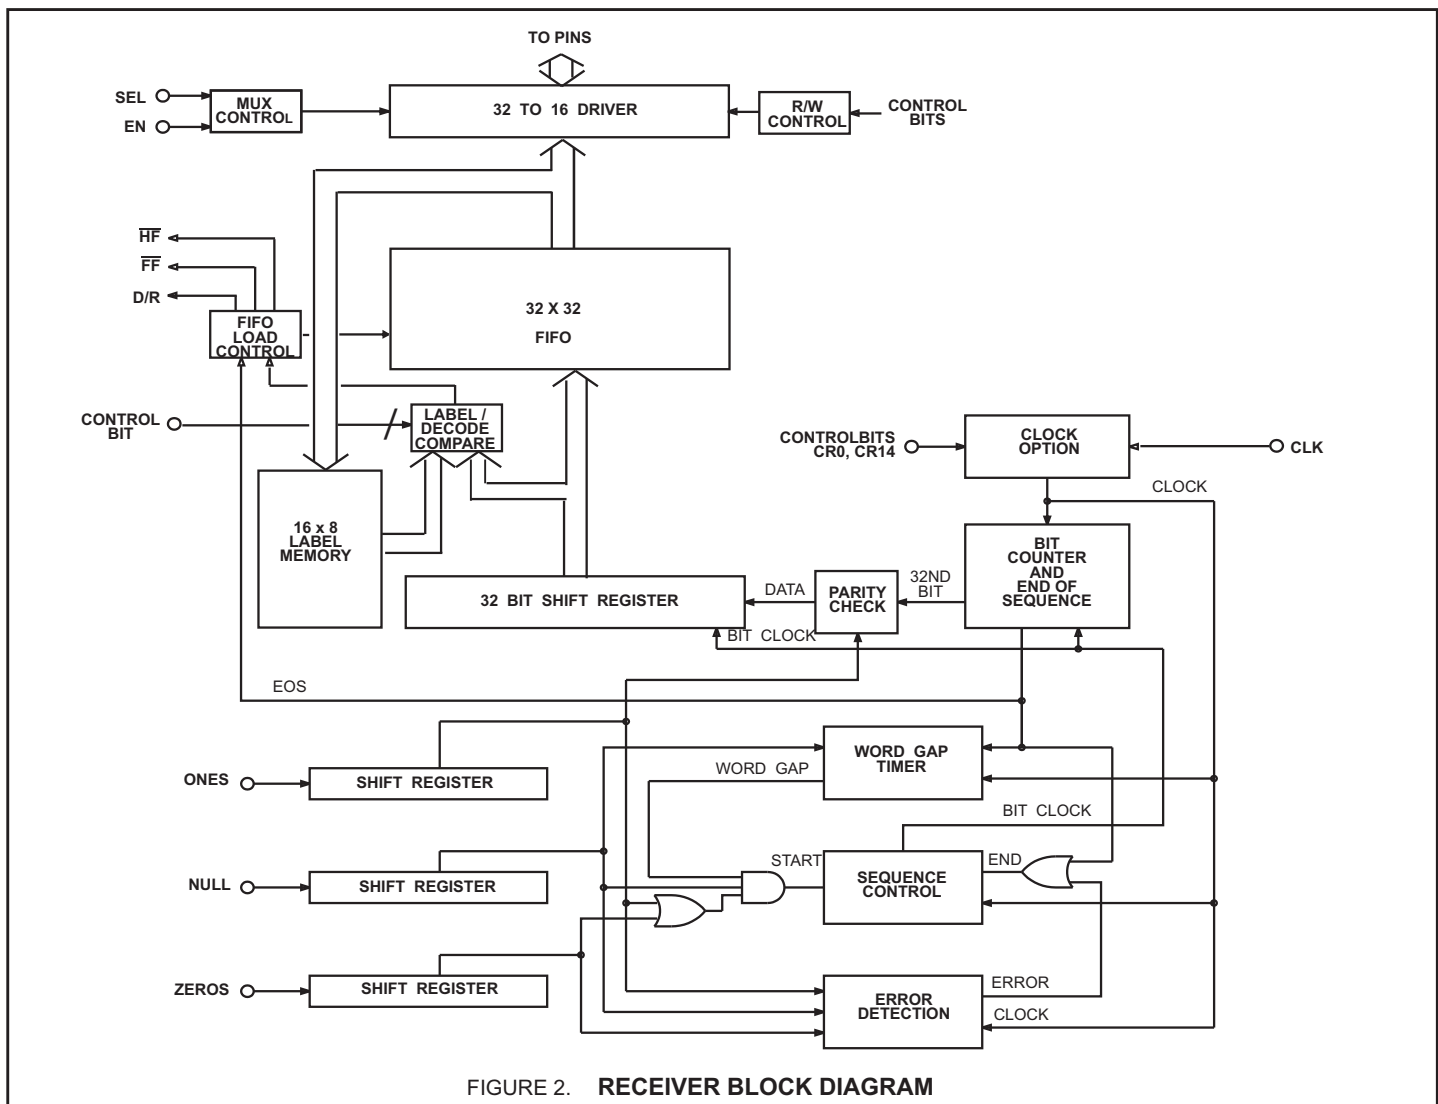 TO PINS
SEL
EN
MUX
CONTROL
32 TO 16 DRIVER
R/W
CONTROL
CONTROL
BITS
HF
FF
D/R
FIFO
LOAD
CONTROL
32 X 32
FIFO
CONTROL
BIT
LABEL /
DECODE
COMPARE
CONTROLBITS
CR0, CR14
CLOCK
OPTION
CLK
CLOCK
16 x 8
LABEL
MEMORY
BIT
COUNTER
AND
END OF
SEQUENCE
32 BIT SHIFT REGISTER
DATA
PARITY
CHECK
32ND
BIT
BIT CLOCK
EOS
ONES
SHIFT REGISTER
WORD GAP
WORD GAP
TIMER
BIT CLOCK
NULL
SHIFT REGISTER
START
SEQUENCE
CONTROL
END
ZEROS
SHIFT REGISTER
ERROR
DETECTION
ERROR
CLOCK
FIGURE 2. RECEIVER BLOCK DIAGRAM